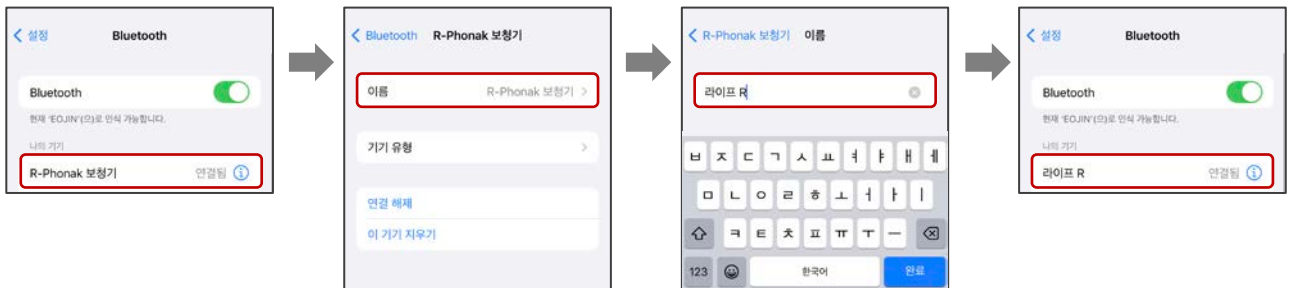 설정 Bluetooth
Bluetooth
현재 'EOJIN'(으)로 인식 가능합니다.
나의 기기
R-Phonak 보청기 연결됨
Bluetooth R-Phonak 보청기
이름 R-Phonak 보청기
기기 유형
연결 해제
이 기기 지우기
R-Phonak 보청기 이름
라이프 R
ㅂ ㅈ ㄷ ㄱ ㅅ ㅛ ㅕ ㅑ ㅐ ㅔ
ㅁ ㄴ ㅇ ㄹ ㅎ ㅗ ㅓ ㅏ ㅣ
ㅋ ㅌ ㅊ ㅍ ㅠ ㅜ ㅡ
123 한국어 완료
설정 Bluetooth
Bluetooth
현재 'EOJIN'(으)로 인식 가능합니다.
나의 기기
라이프 R 연결됨